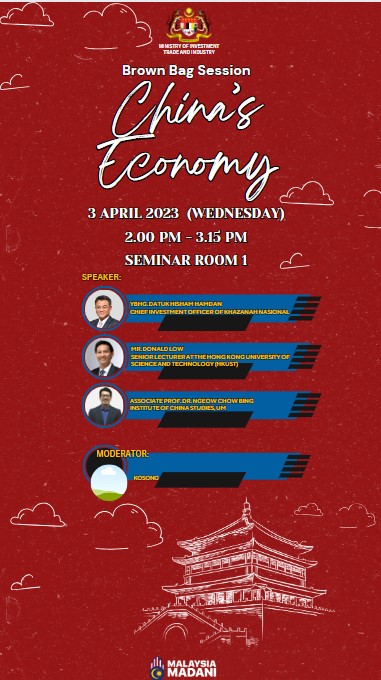 MINISTRY OF INVESTMENT
TRADE AND INDUSTRY
Brown Bag Session
China's
Economy
3 APRIL 2023 (WEDNESDAY)
2.00 PM - 3.15 PM
SEMINAR ROOM 1
SPEAKER:
YBHG. DATUK HISHAM HAMDAN
CHIEF INVESTMENT OFFICER OF KHAZANAH NASIONAL
MR. DONALD LOW
SENIOR LECTURER AT THE HONG KONG UNIVERSITY OF
SCIENCE AND TECHNOLOGY (HKUST)
ASSOCIATE PROF. DR. NGEOW CHOW BING
INSTITUTE OF CHINA STUDIES, UM
MODERATOR:
KOSONG
MALAYSIA
MADANI